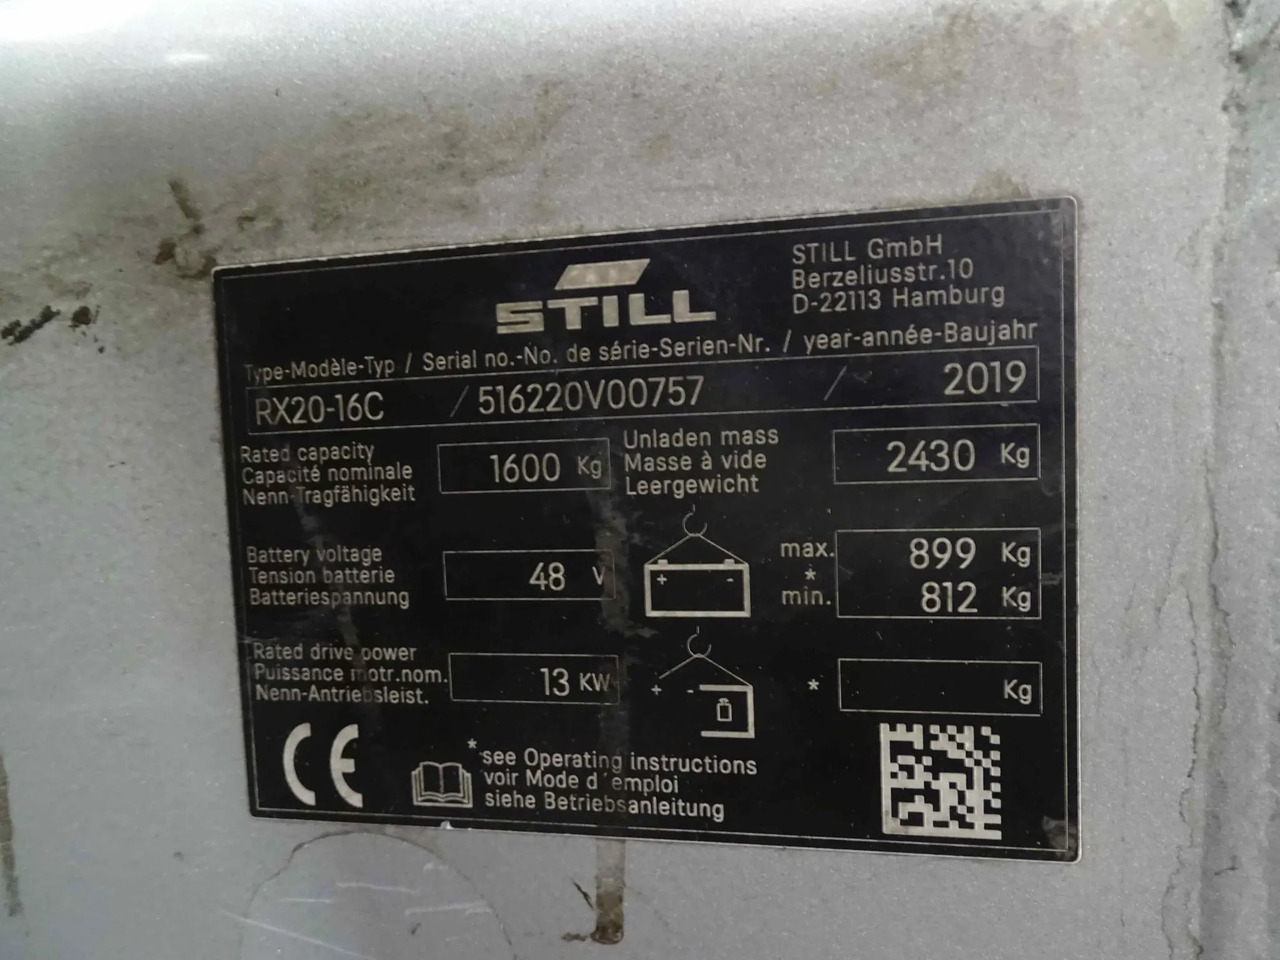 STILL
STILL GmbH
Berzeliusstr.10
D-22113 Hamburg
Type-Modèle-Typ / Serial no.-No. de série-Serien-Nr. / year-année-Baujahr
RX20-16C / 516220V00757 / 2019
Rated capacity
Capacité nominale
Nenn-Tragfähigkeit
1600 Kg
Unladen mass
Masse à vide
Leergewicht
2430 Kg
Battery voltage
Tension batterie
Batteriespannung
48 V
+ -
max. 899 Kg
*
min. 812 Kg
Rated drive power
Puissance motr.nom.
Nenn-Antriebsleist.
13 KW
+ -
* Kg
CE
*see Operating instructions
voir Mode d'emploi
siehe Betriebsanleitung